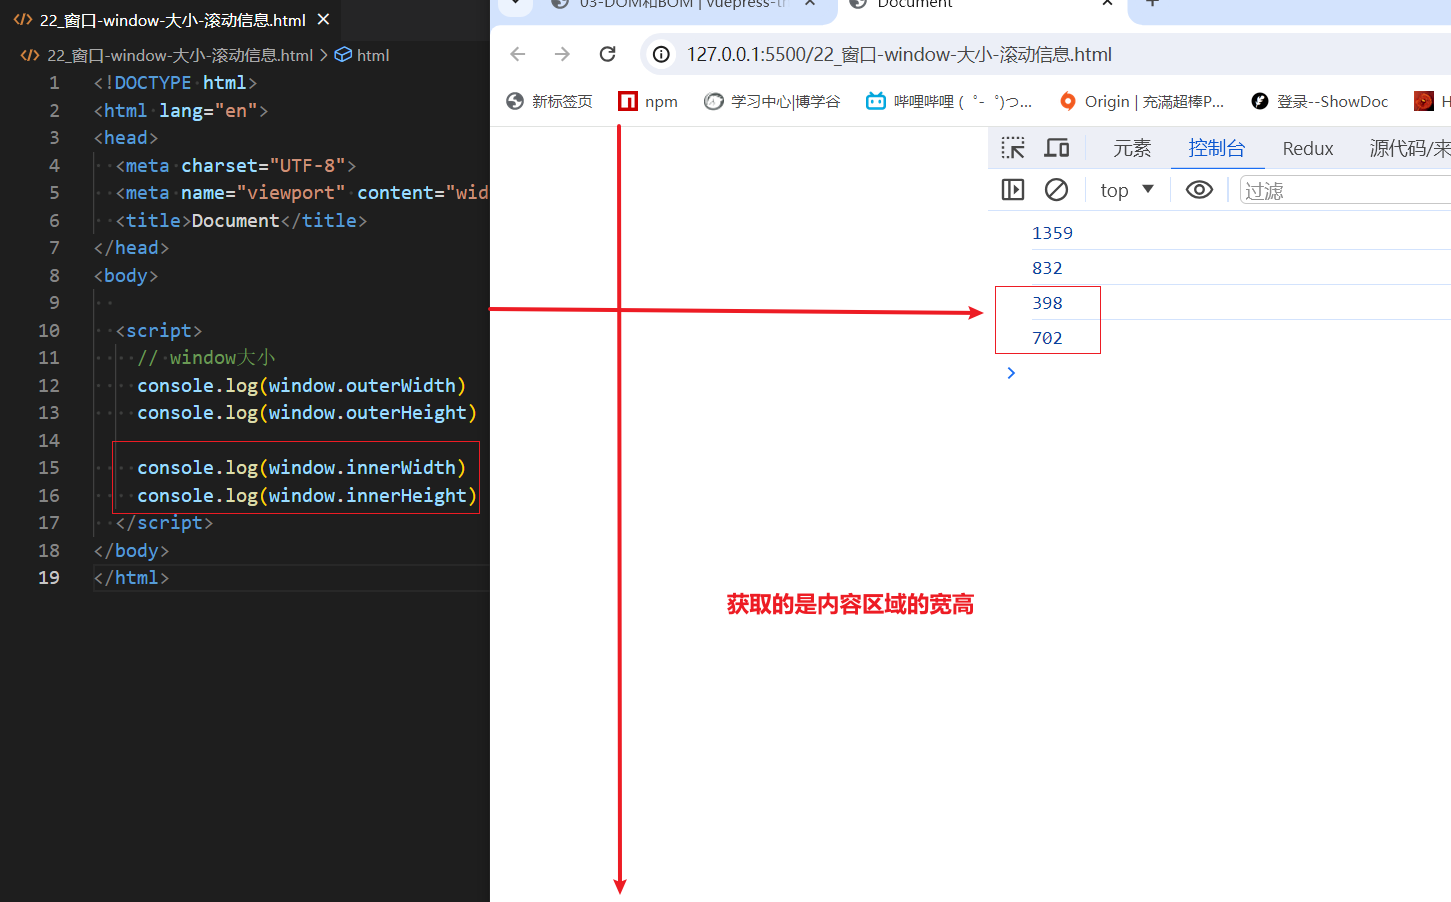 22_窗口-window-大小-滚动信息.html
22_窗口-window-大小-滚动信息.html > html
1 <!DOCTYPE html>
2 <html lang="en">
3 <head>
4 <meta charset="UTF-8">
5 <meta name="viewport" content="wid
6 <title>Document</title>
7 </head>
8 <body>
9
10 <script>
11 // window大小
12 console.log(window.outerWidth)
13 console.log(window.outerHeight)
14
15 console.log(window.innerWidth)
16 console.log(window.innerHeight)
17 </script>
18 </body>
19 </html>
03-DOM和BOM | vuepress-th
Document
127.0.0.1:5500/22_窗口-window-大小-滚动信息.html
新标签页 npm 学习中心|博学谷 哔哩哔哩 (゜-゜)つ... Origin | 充滿超棒P... 登录--ShowDoc H
元素 控制台 Redux 源代码/来
top 过滤
1359
832
398
702
获取的是内容区域的宽高